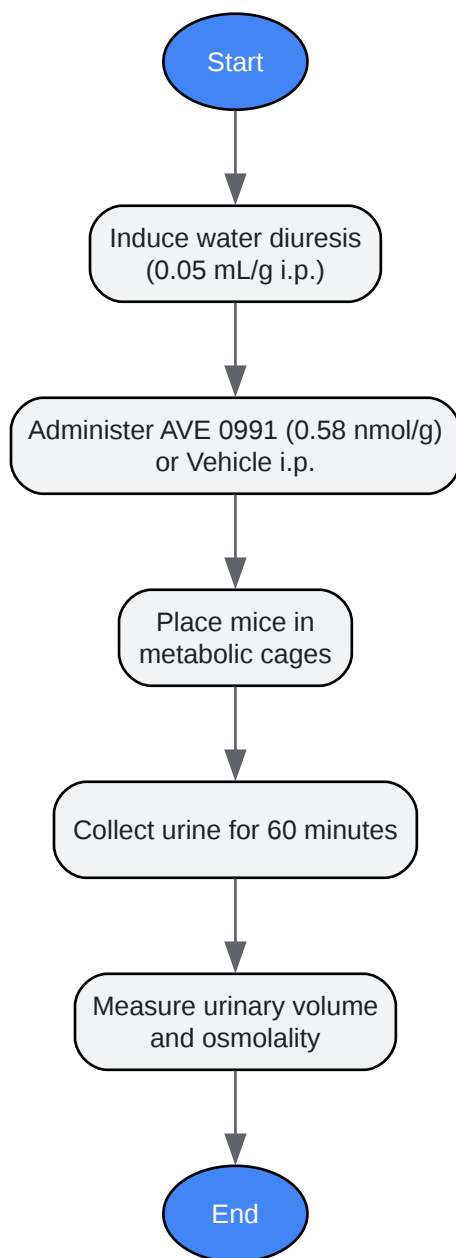 Start
Induce water diuresis
(0.05 mL/g i.p.)
Administer AVE 0991 (0.58 nmol/g)
or Vehicle i.p.
Place mice in
metabolic cages
Collect urine for 60 minutes
Measure urinary volume
and osmolality
End